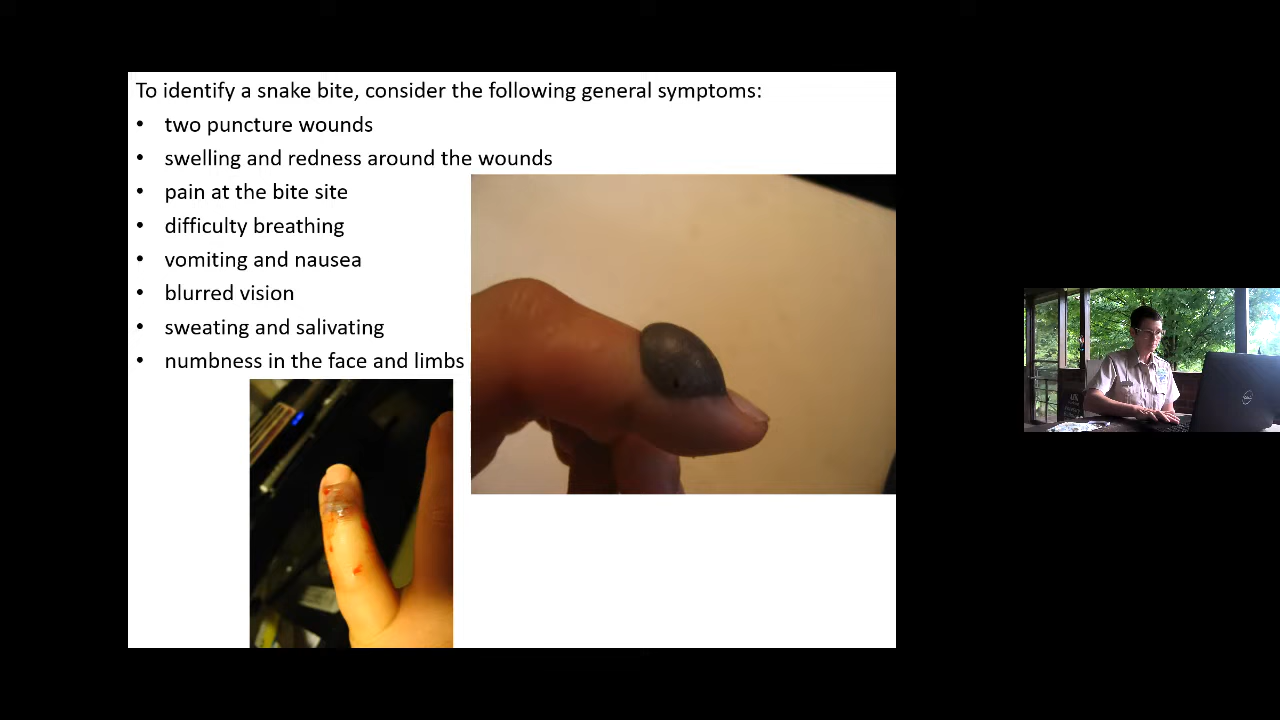 To identify a snake bite, consider the following general symptoms:
• two puncture wounds
• swelling and redness around the wounds
• pain at the bite site
• difficulty breathing
• vomiting and nausea
• blurred vision
• sweating and salivating
• numbness in the face and limbs